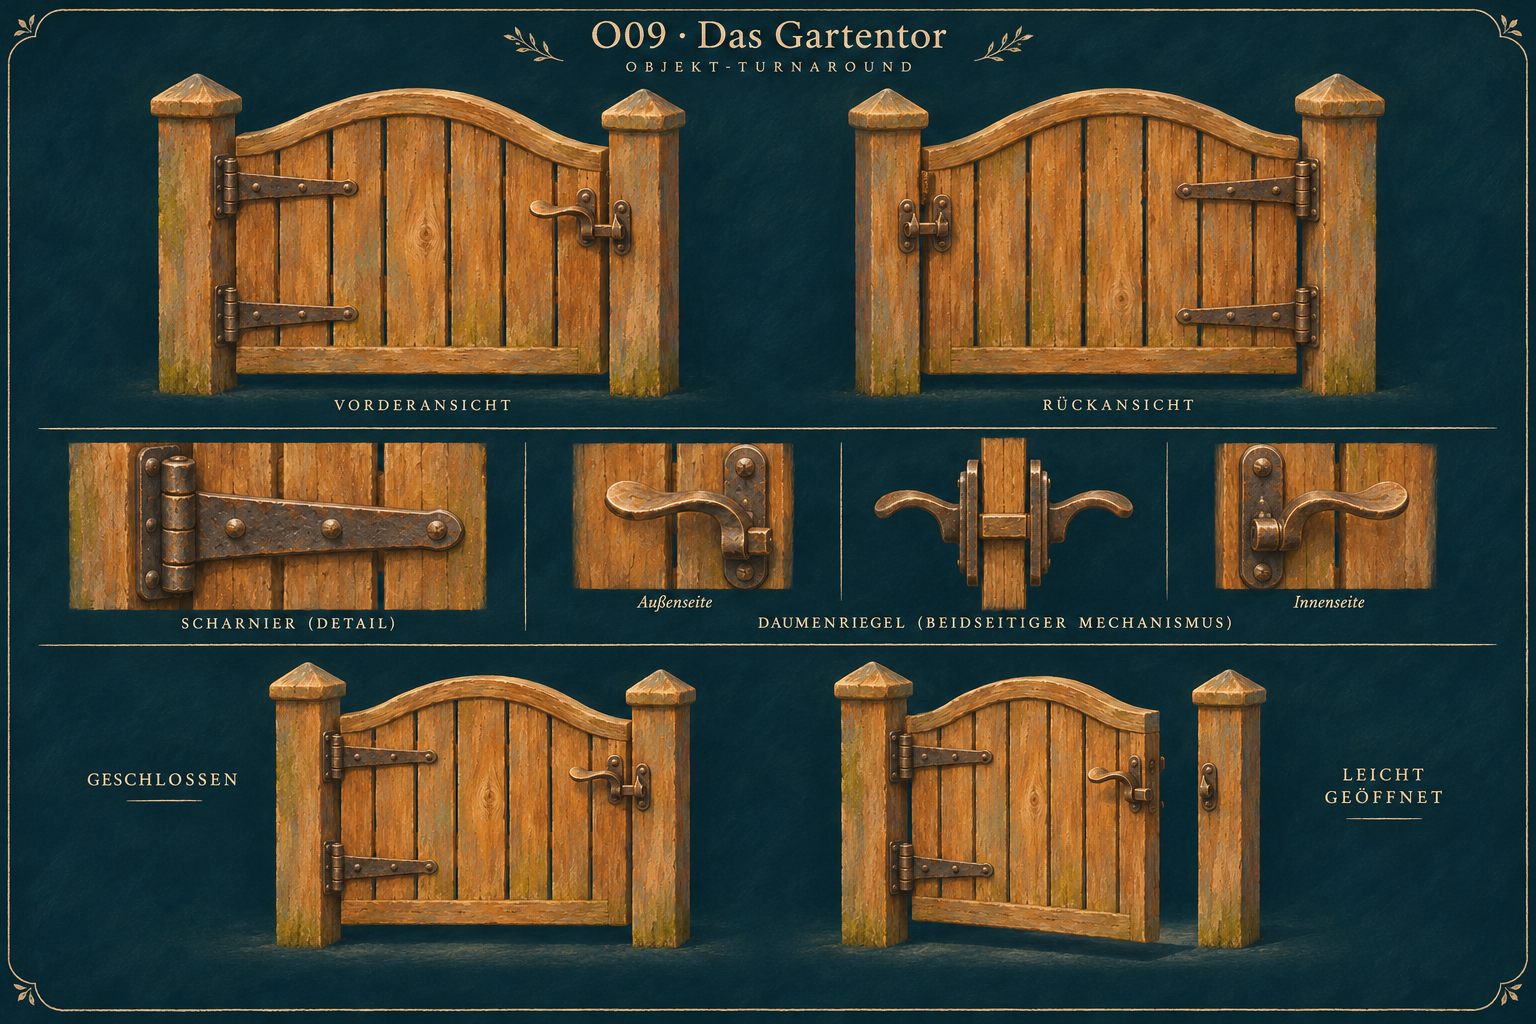 O09 · Das Gartentor
OBJEKT-TURNAROUND
VORDERANSICHT
RÜCKANSICHT
SCHARNIER (DETAIL)
Außenseite
Innenseite
DAUMENRIEGEL (BEIDSEITIGER MECHANISMUS)
GESCHLOSSEN
LEICHT
GEÖFFNET